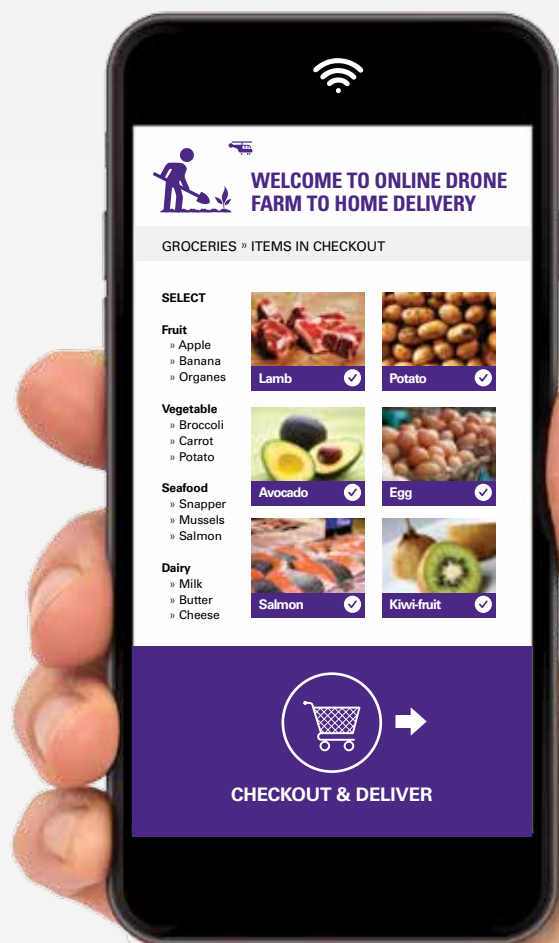 WELCOME TO ONLINE DRONE
FARM TO HOME DELIVERY
GROCERIES » ITEMS IN CHECKOUT
SELECT
Fruit
» Apple
» Banana
» Organes
Vegetable
» Broccoli
» Carrot
» Potato
Seafood
» Snapper
» Mussels
» Salmon
Dairy
» Milk
» Butter
» Cheese
Lamb
Potato
Avocado
Egg
Salmon
Kiwi-fruit
CHECKOUT & DELIVER